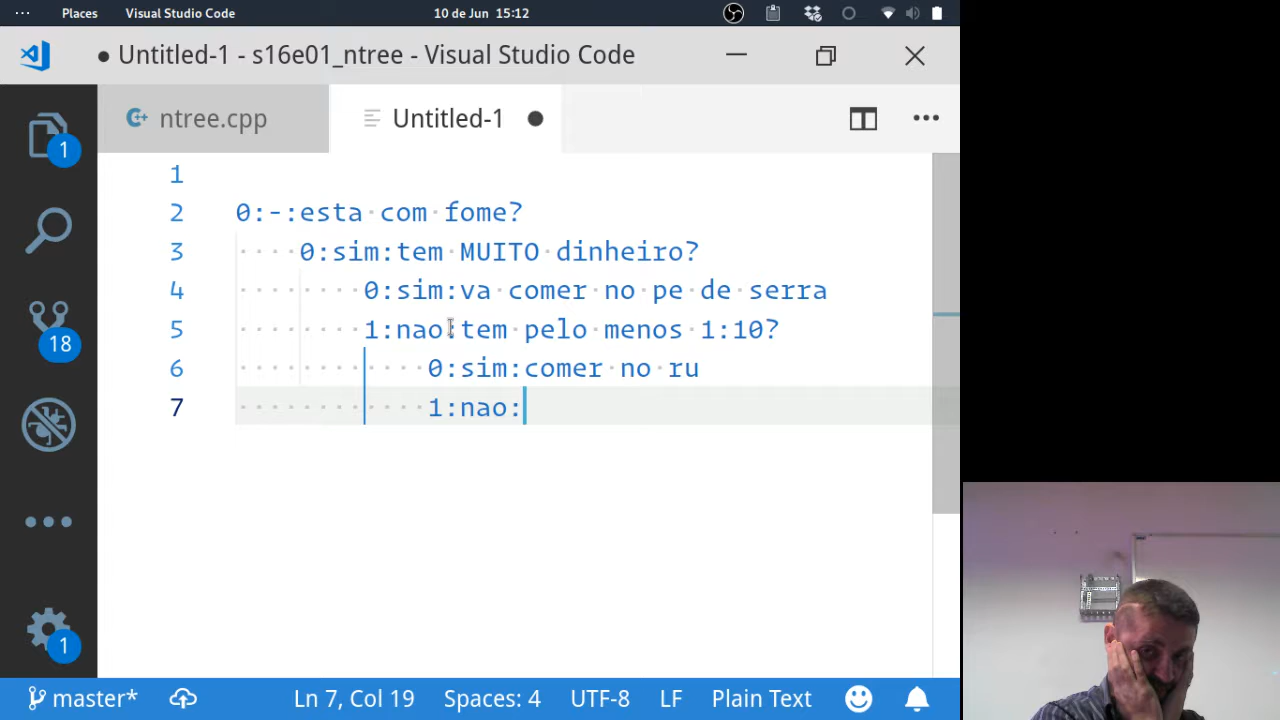 Places Visual Studio Code 10 de Jun 15:12
● Untitled-1 - s16e01_ntree - Visual Studio Code
ntree.cpp Untitled-1
1
2 0:-:esta com fome?
3 0:sim:tem MUITO dinheiro?
4 0:sim:va comer no pe de serra
5 1:nao:tem pelo menos 1:10?
6 0:sim:comer no ru
7 1:nao:
1
18
1
master* Ln 7, Col 19 Spaces: 4 UTF-8 LF Plain Text